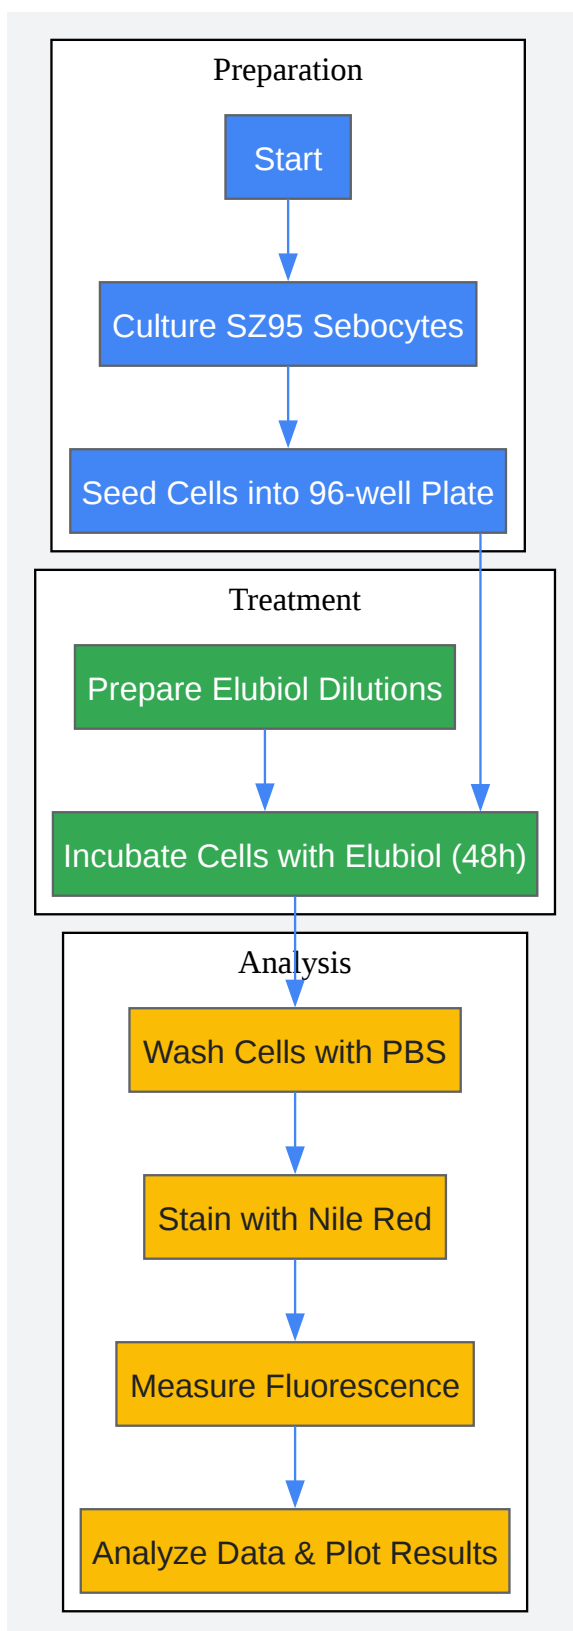 Preparation
Start
Culture SZ95 Sebocytes
Seed Cells into 96-well Plate
Treatment
Prepare Elubiol Dilutions
Incubate Cells with Elubiol (48h)
Analysis
Wash Cells with PBS
Stain with Nile Red
Measure Fluorescence
Analyze Data & Plot Results